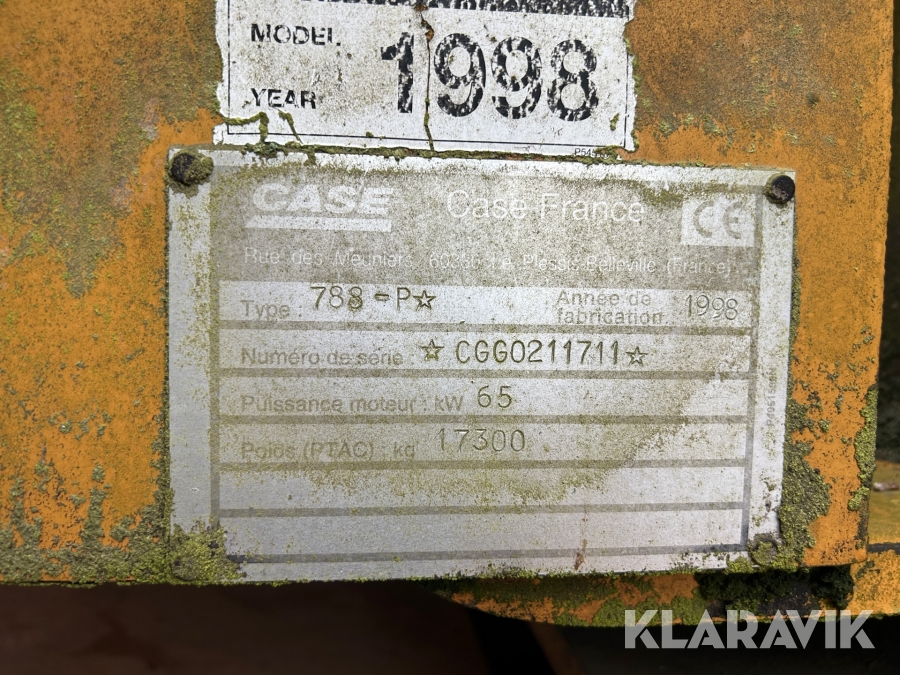 MODEL
YEAR 1998
CASE Case France CE
Rue des Meuniers, Le Plessis-Belleville (France)
Type : 788-P☆ Année de fabrication : 1998
Numéro de série : ☆ CGG0211711☆
Puissance moteur : kW 65
Poids (PTAC) : kg 17300
KLARAVIK